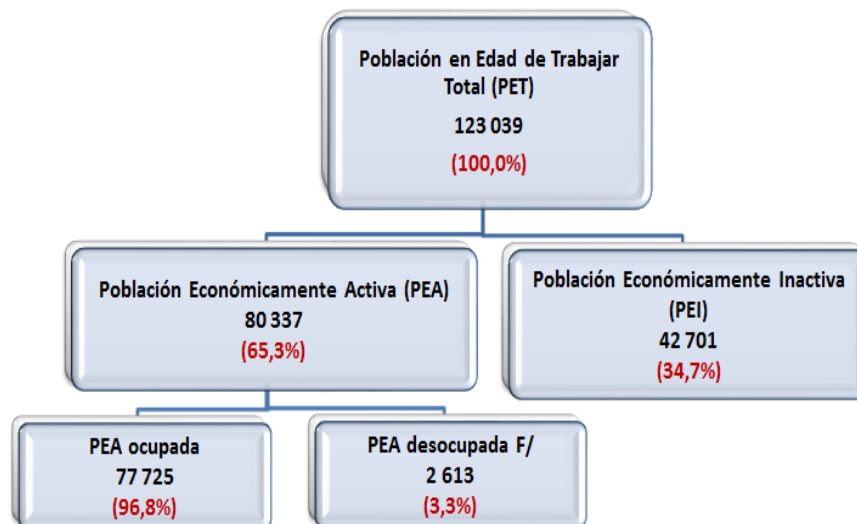 Población en Edad de Trabajar
Total (PET)
123 039
(100,0%)
Población Económicamente Activa (PEA)
80 337
(65,3%)
Población Económicamente Inactiva
(PEI)
42 701
(34,7%)
PEA ocupada
77 725
(96,8%)
PEA desocupada F/
2 613
(3,3%)